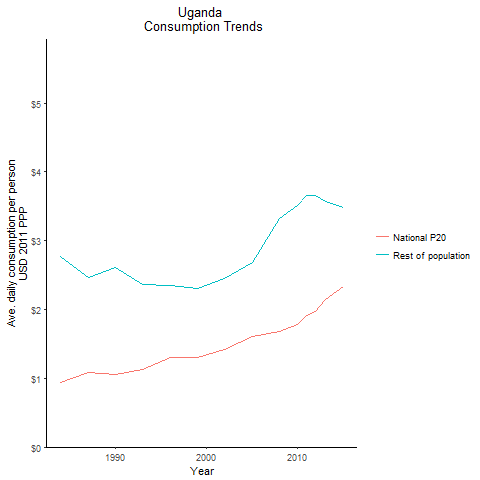 Uganda
Consumption Trends
Ave. daily consumption per person
USD 2011 PPP
$5
$4
$3
$2
$1
$0
1990
2000
2010
Year
National P20
Rest of population